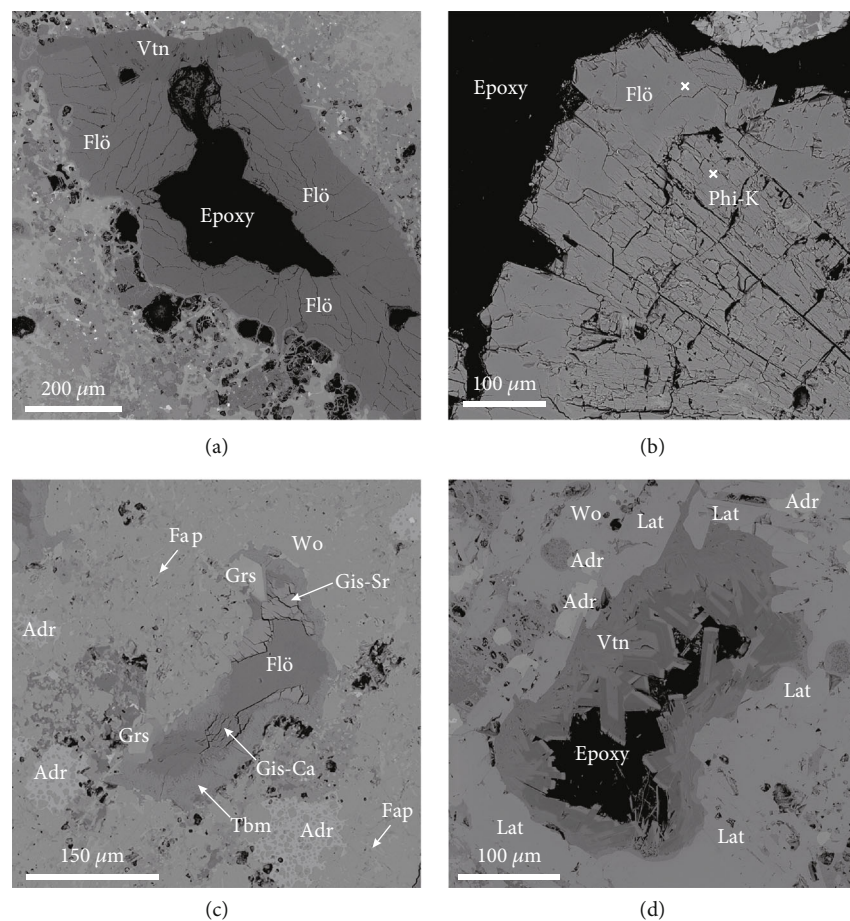 Vtn
Flö
Flö
Epoxy
Flö
200 μm
(a)
Epoxy
Flö
Phi-K
100 μm
(b)
Fap
Wo
Grs
Gis-Sr
Adr
Flö
Grs
Gis-Ca
Adr
Tbm
Adr
Fap
150 μm
(c)
Wo
Lat
Lat
Adr
Adr
Adr
Vtn
Lat
Epoxy
Lat
Lat
100 μm
(d)